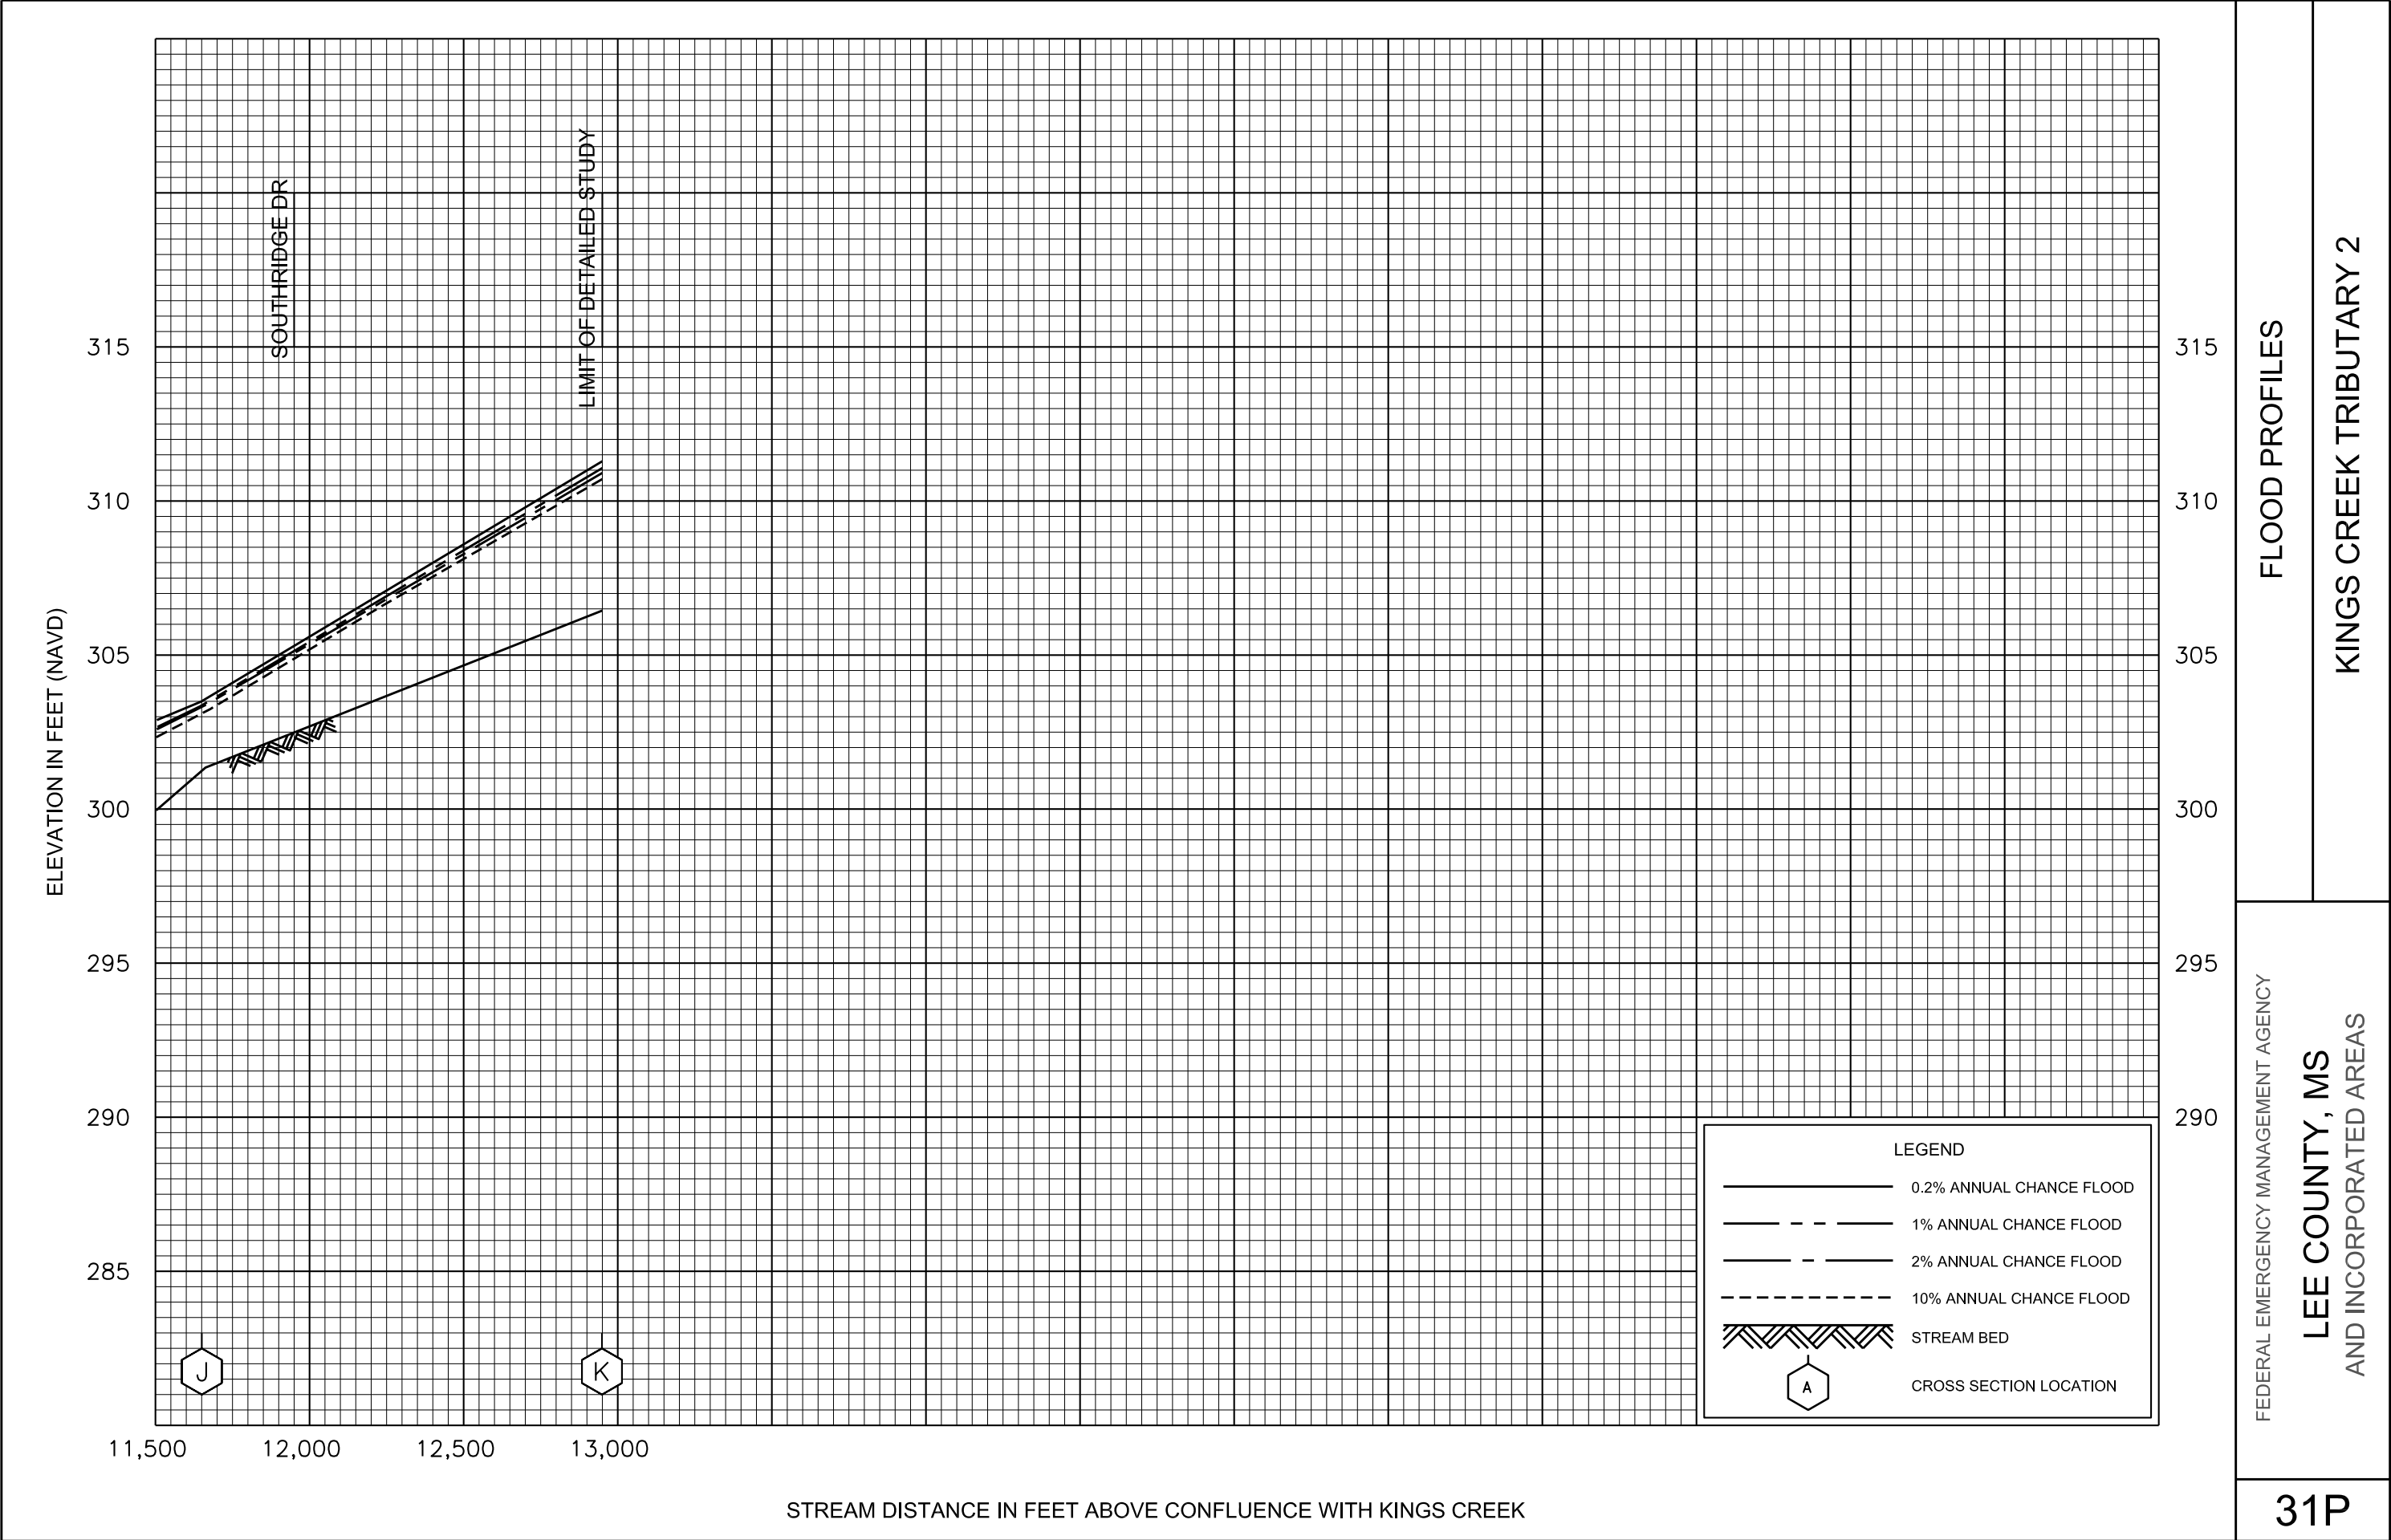 SOUTHRIDGE DR
LIMIT OF DETAILED STUDY
ELEVATION IN FEET (NAVD)
315
310
305
300
295
290
285
315
310
305
300
295
290
J
K
LEGEND
0.2% ANNUAL CHANCE FLOOD
1% ANNUAL CHANCE FLOOD
2% ANNUAL CHANCE FLOOD
10% ANNUAL CHANCE FLOOD
STREAM BED
A
CROSS SECTION LOCATION
11,500 12,000 12,500 13,000
STREAM DISTANCE IN FEET ABOVE CONFLUENCE WITH KINGS CREEK
FLOOD PROFILES
KINGS CREEK TRIBUTARY 2
FEDERAL EMERGENCY MANAGEMENT AGENCY
LEE COUNTY, MS
AND INCORPORATED AREAS
31P